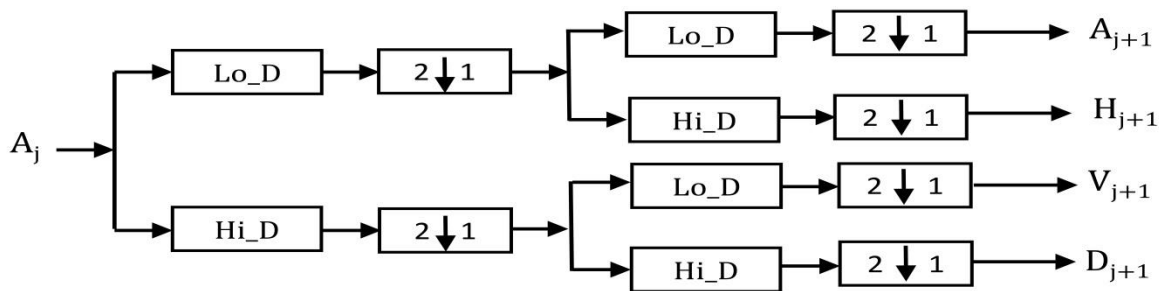 Lo_D 2↓1 Lo_D 2↓1 A_{j+1}
Hi_D 2↓1 H_{j+1}
A_j
Hi_D 2↓1 Lo_D 2↓1 V_{j+1}
Hi_D 2↓1 D_{j+1}